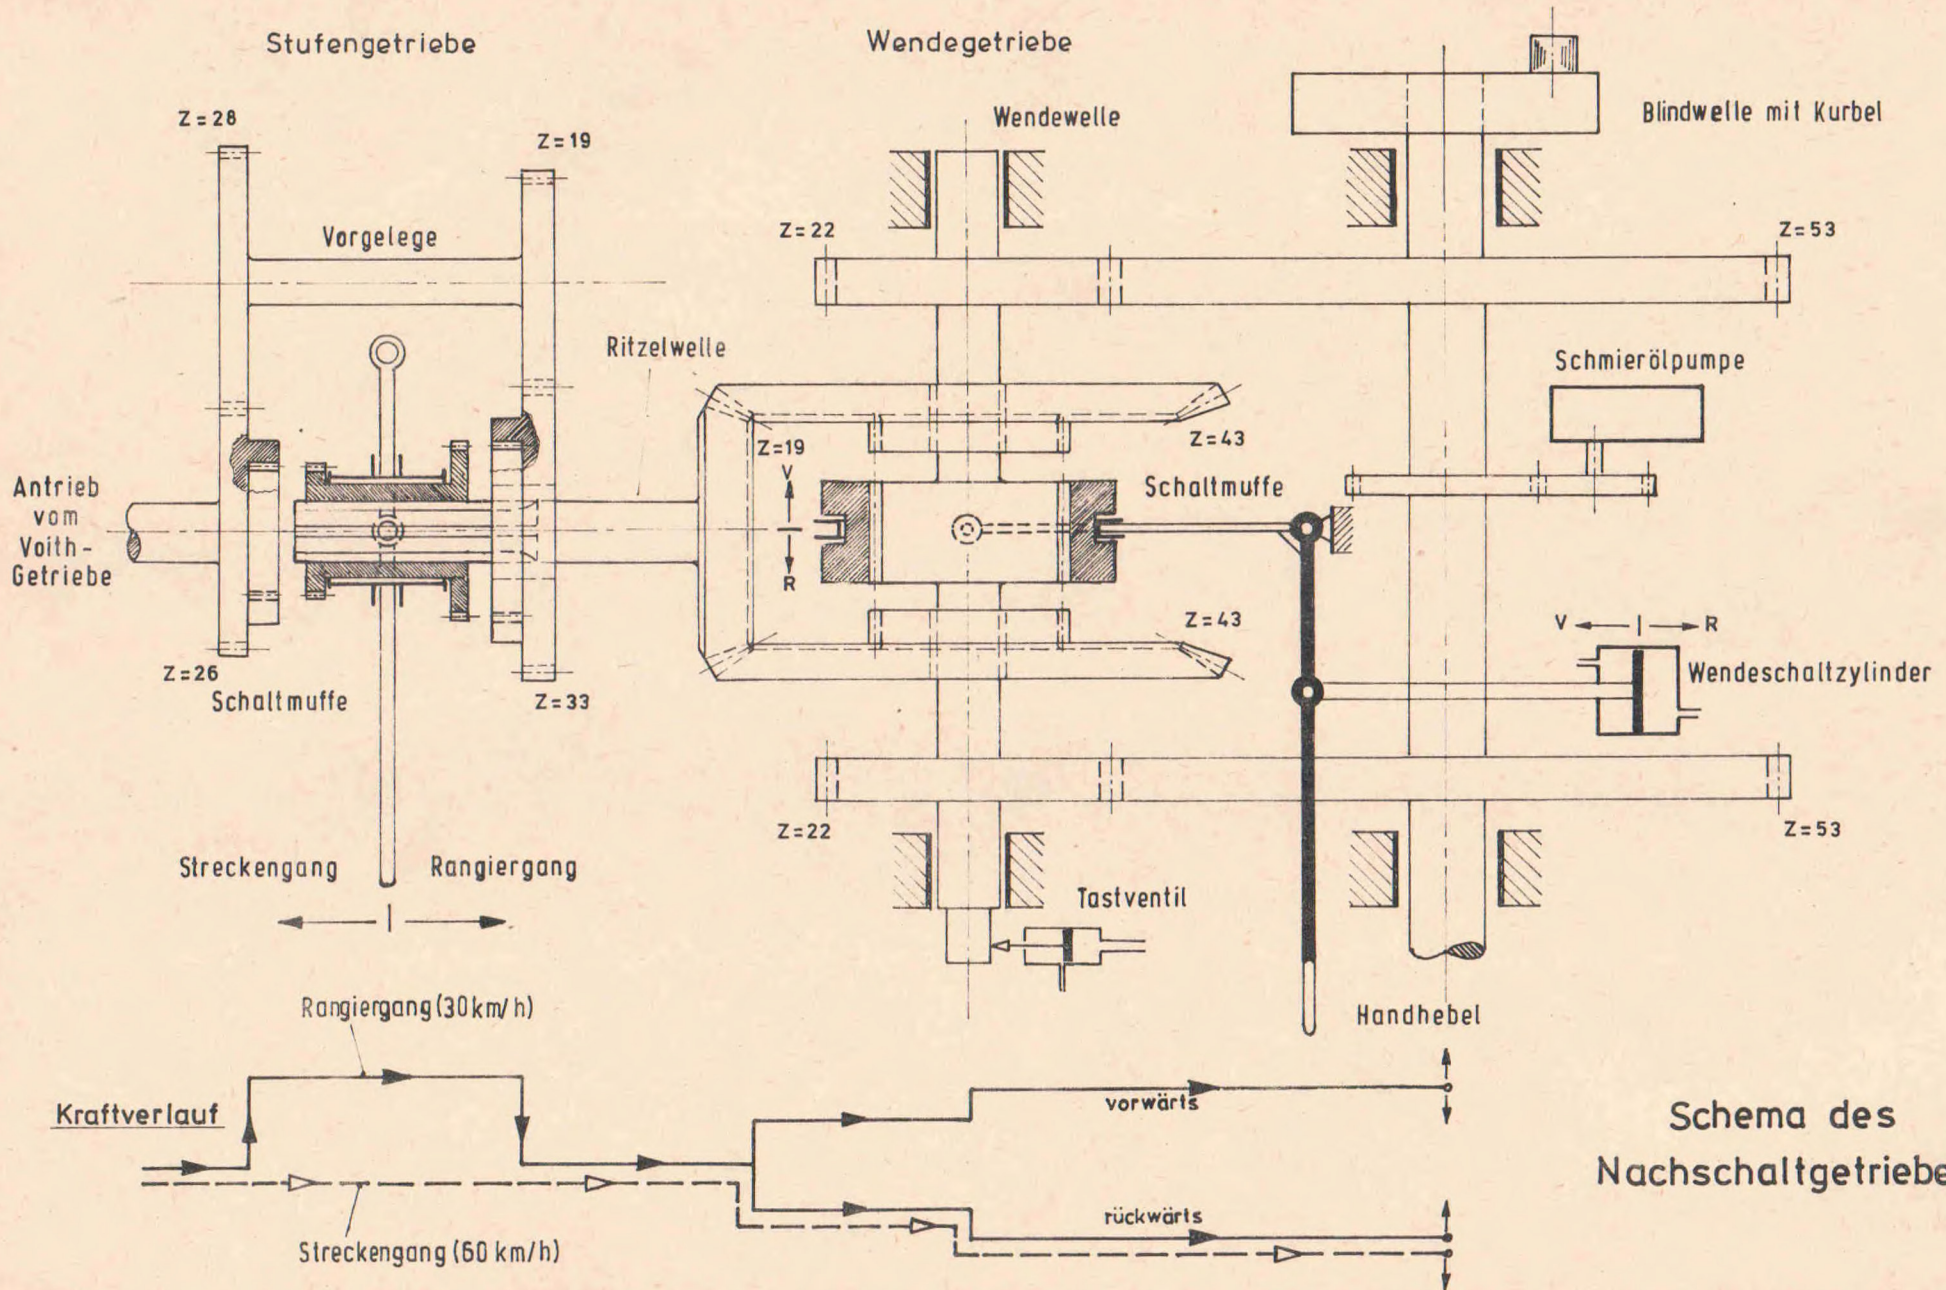 Stufengetriebe
Wendegetriebe
Z=28
Z=19
Wendewelle
Blindwelle mit Kurbel
Vorgelege
Z=22
Z=53
Ritzelwelle
Schmierölpumpe
Z=19
Z=43
V
R
Schaltmuffe
Antrieb
vom
Voith-
Getriebe
Z=26
Schaltmuffe
Z=33
Z=43
V
R
Wendeschaltzylinder
Z=22
Z=53
Streckengang
Rangiergang
Tastventil
Handhebel
Rangiergang (30km/h)
Kraftverlauf
vorwärts
rückwärts
Streckengang (60 km/h)
Schema des
Nachschaltgetriebe